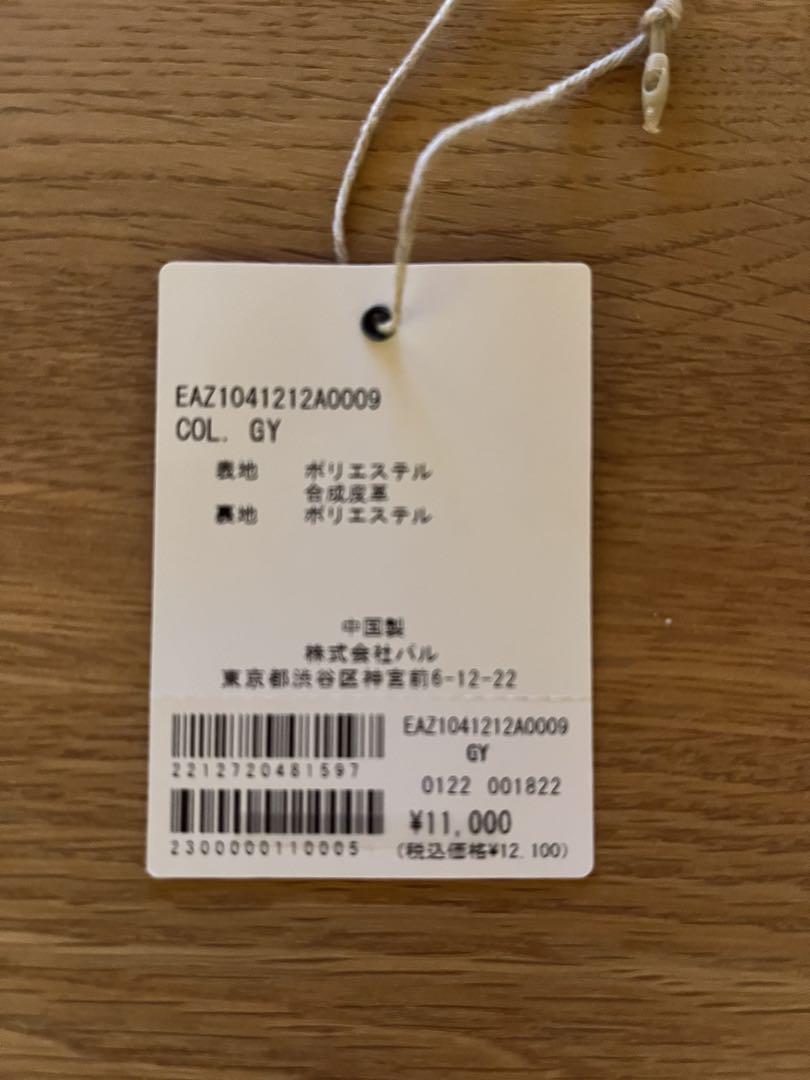 EAZ1041212A0009
COL. GY
表地 ポリエステル
合成皮革
裏地 ポリエステル
中国製
株式会社パル
東京都渋谷区神宮前6-12-22
2212720481597
EAZ1041212A0009
GY
0122 001822
2300000110005
¥11,000
(税込価格¥12,100)